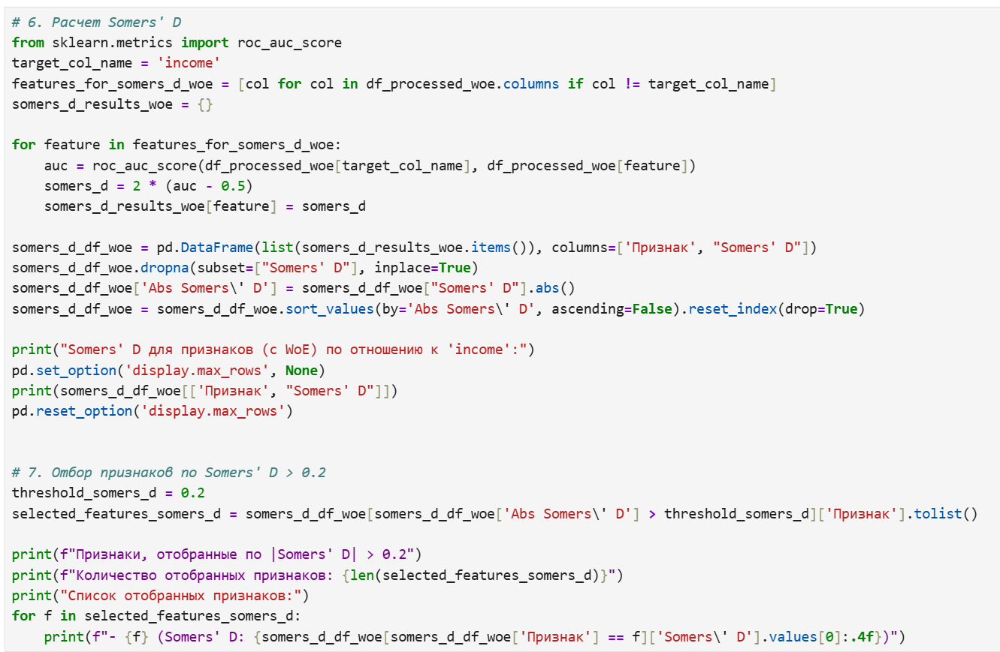 # 6. Расчет Somers' D
from sklearn.metrics import roc_auc_score
target_col_name = 'income'
features_for_somers_d_woe = [col for col in df_processed_woe.columns if col != target_col_name]
somers_d_results_woe = {}

for feature in features_for_somers_d_woe:
    auc = roc_auc_score(df_processed_woe[target_col_name], df_processed_woe[feature])
    somers_d = 2 * (auc - 0.5)
    somers_d_results_woe[feature] = somers_d

somers_d_df_woe = pd.DataFrame(list(somers_d_results_woe.items()), columns=['Признак', "Somers' D"])
somers_d_df_woe.dropna(subset=["Somers' D"], inplace=True)
somers_d_df_woe['Abs Somers\' D'] = somers_d_df_woe["Somers' D"].abs()
somers_d_df_woe = somers_d_df_woe.sort_values(by='Abs Somers\' D', ascending=False).reset_index(drop=True)

print("Somers' D для признаков (с WoE) по отношению к 'income':")
pd.set_option('display.max_rows', None)
print(somers_d_df_woe[['Признак', "Somers' D"]])
pd.reset_option('display.max_rows')

# 7. Отбор признаков по Somers' D > 0.2
threshold_somers_d = 0.2
selected_features_somers_d = somers_d_df_woe[somers_d_df_woe['Abs Somers\' D'] > threshold_somers_d]['Признак'].tolist()

print(f"Признаки, отобранные по |Somers' D| > 0.2")
print(f"Количество отобранных признаков: {len(selected_features_somers_d)}")
print("Список отобранных признаков:")
for f in selected_features_somers_d:
    print(f"- {f} (Somers' D: {somers_d_df_woe[somers_d_df_woe['Признак'] == f]['Somers\' D'].values[0]:.4f})")